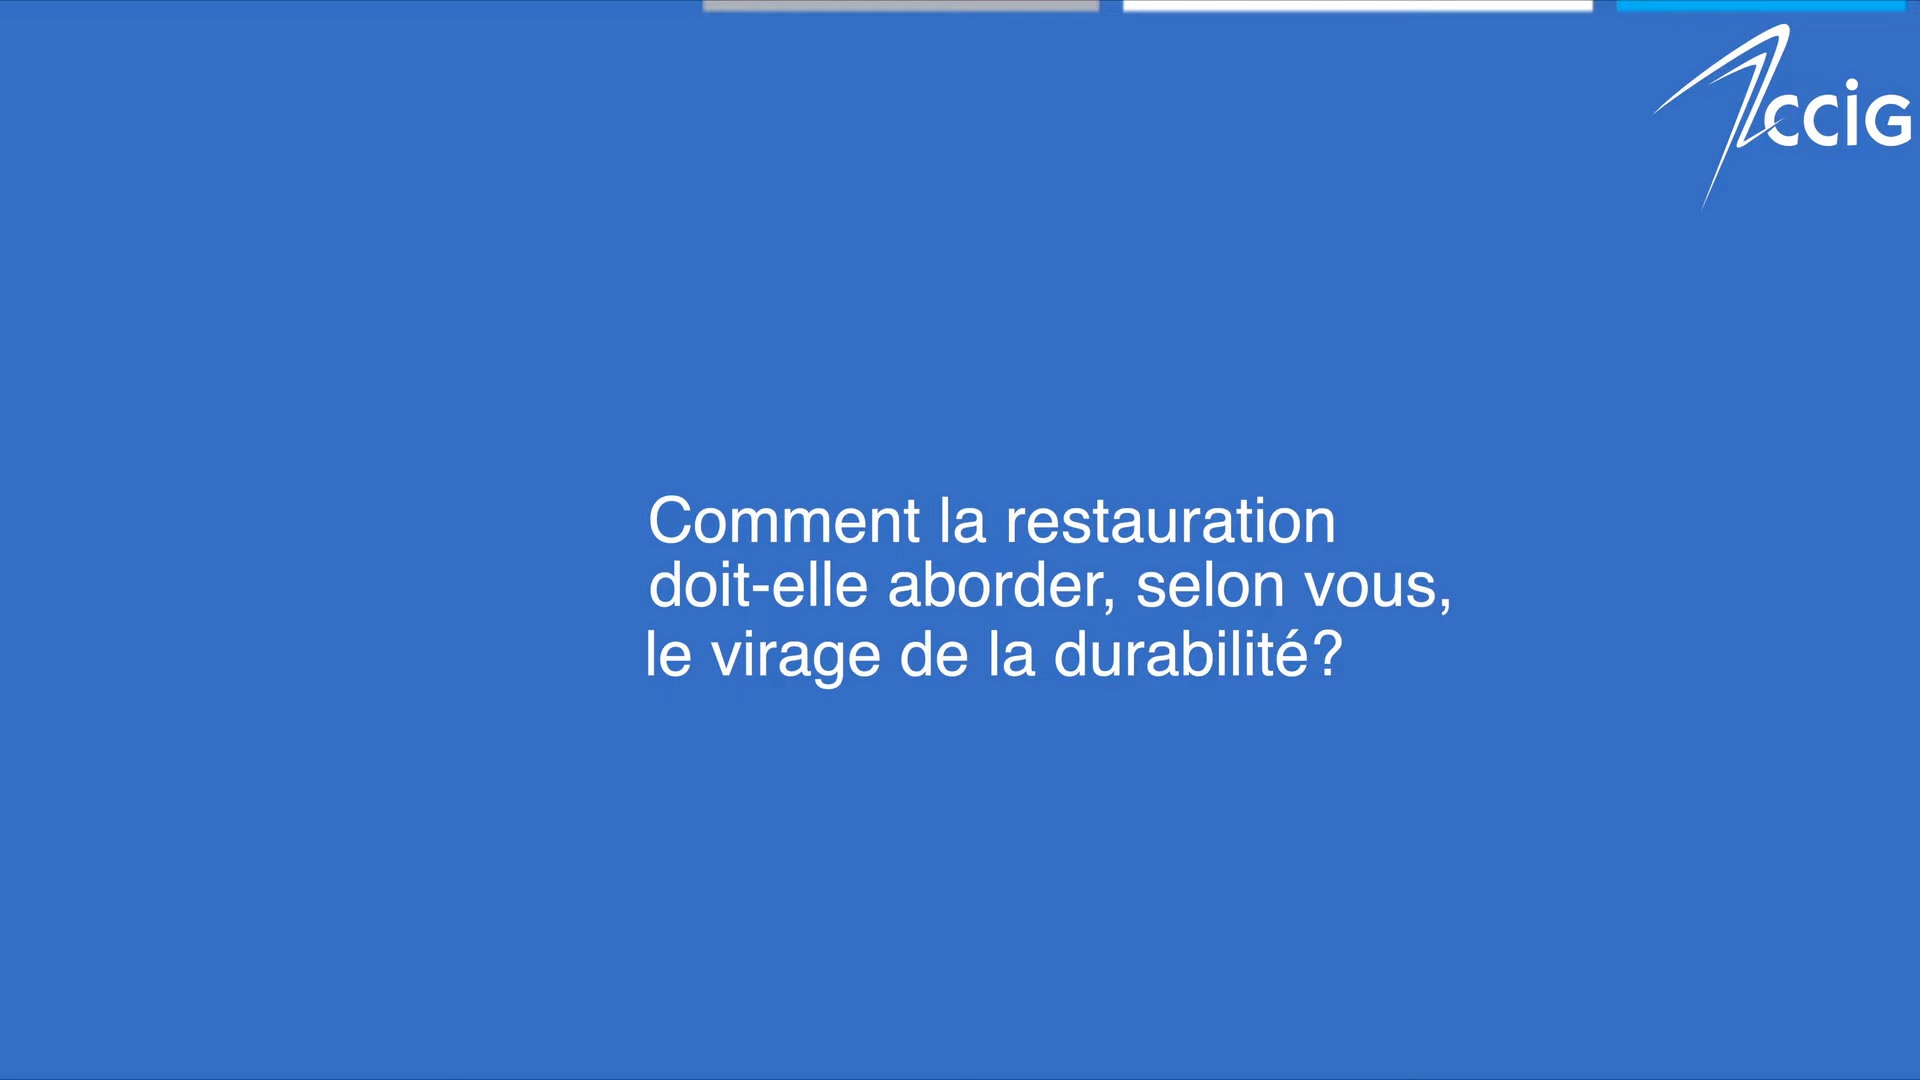 ccig
Comment la restauration
doit-elle aborder, selon vous,
le virage de la durabilité?